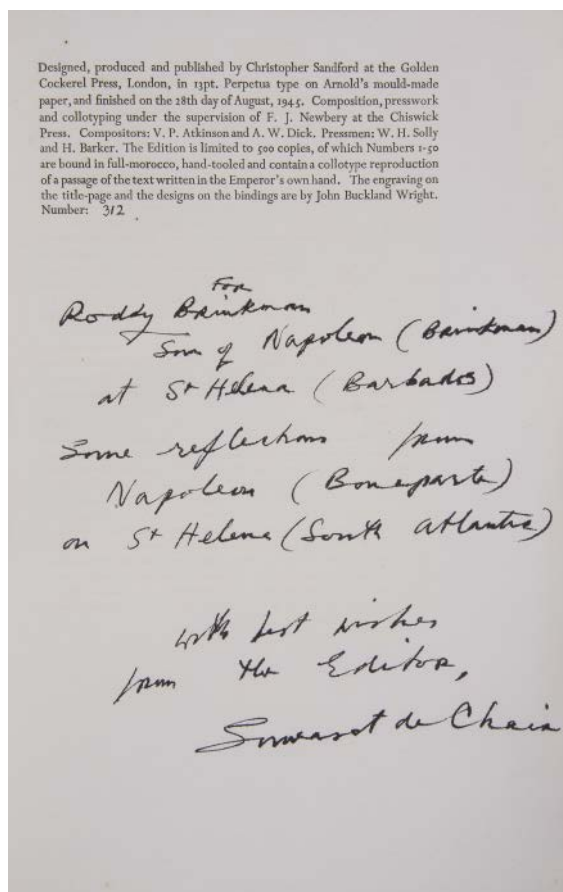 Designed, produced and published by Christopher Sandford at the Golden
Cockerel Press, London, in 13pt. Perpetua type on Arnold's mould-made
paper, and finished on the 28th day of August, 1945. Composition, presswork
and collotyping under the supervision of F. J. Newbery at the Chiswick
Press. Compositors: V. P. Atkinson and A. W. Dick. Pressmen: W. H. Solly
and H. Barker. The Edition is limited to 500 copies, of which Numbers 1-50
are bound in full-morocco, hand-tooled and contain a collotype reproduction
of a passage of the text written in the Emperor's own hand. The engraving on
the title-page and the designs on the bindings are by John Buckland Wright.
Number: 312
For
Roddy Brinkman
Son of Napoleon (Brinkman)
at St Helena (Barbados)
Some reflections from
Napoleon (Bonaparte)
on St Helena (South Atlantic)
with best wishes
from the Editor,
Somerset de Chair